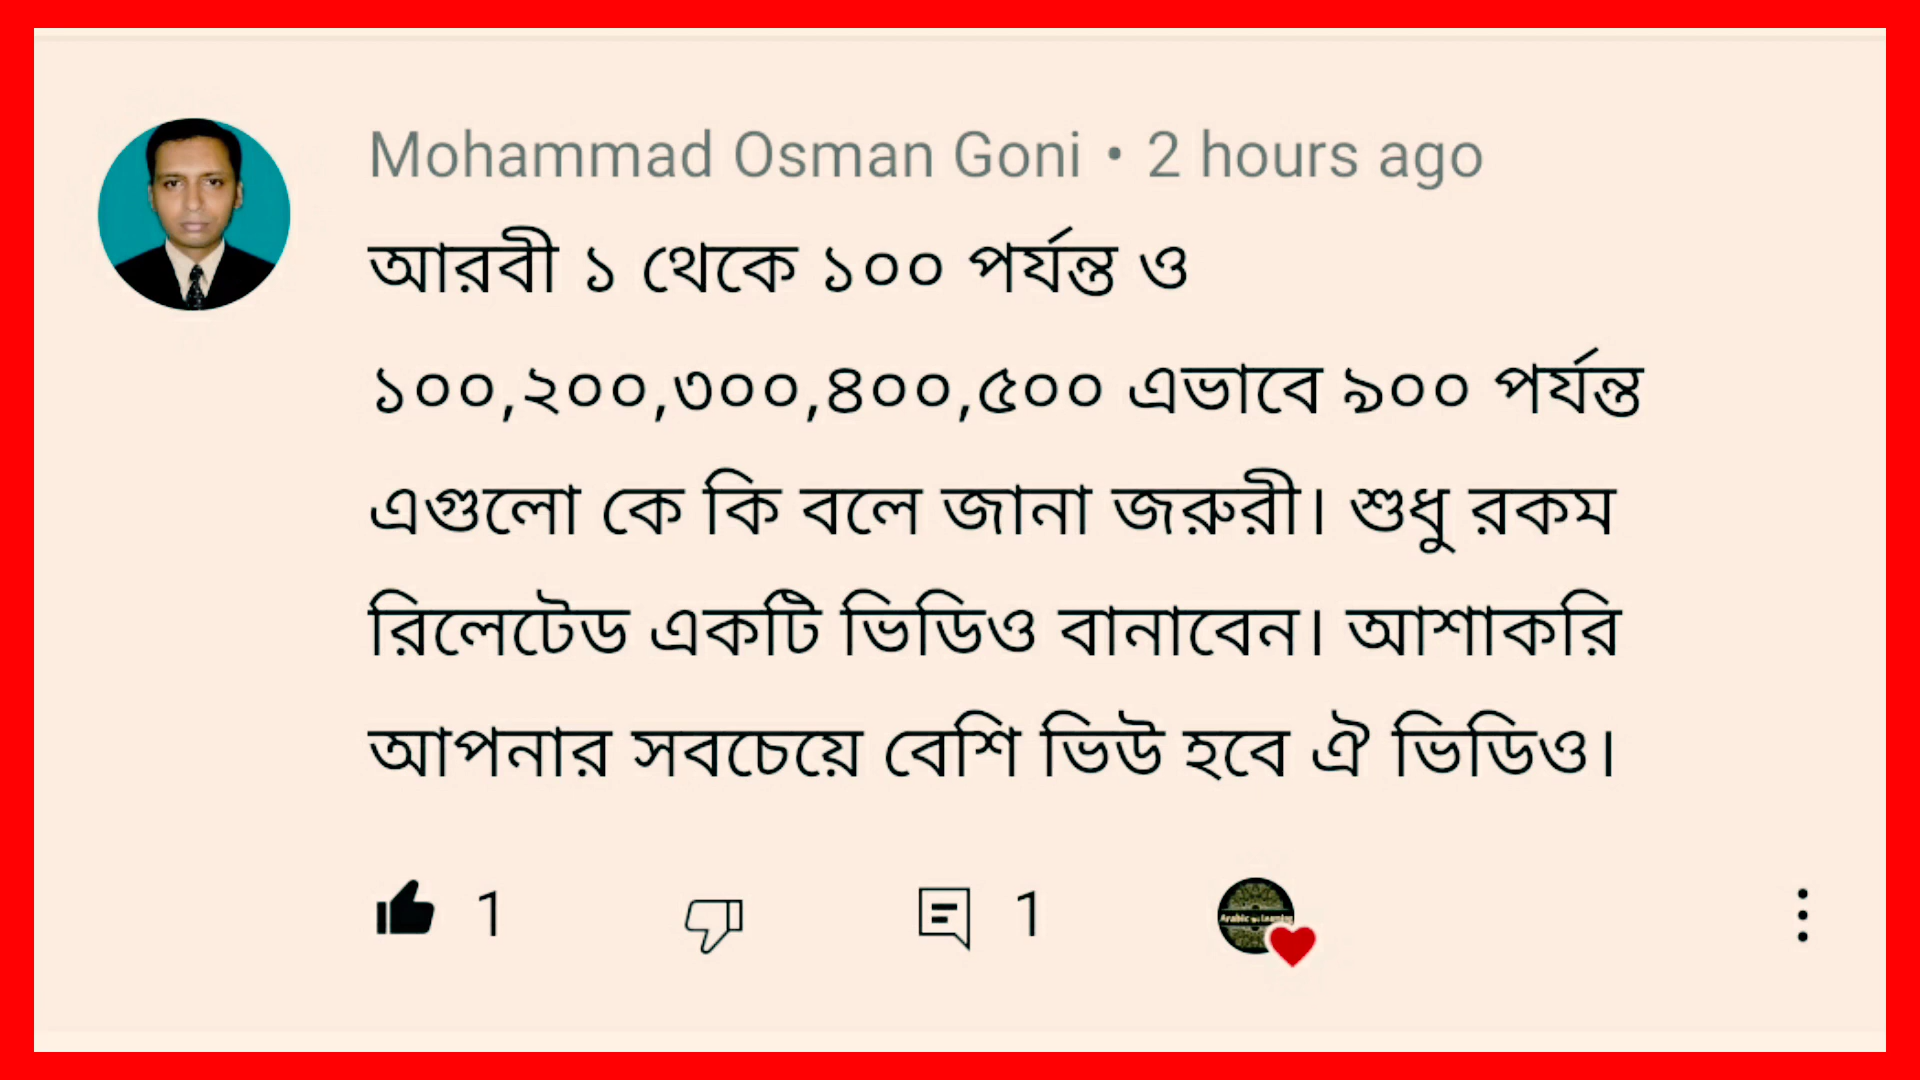 Mohammad Osman Goni • 2 hours ago
আরবী ১ থেকে ১০০ পর্যন্ত ও
১০০,২০০,৩০০,৪০০,৫০০ এভাবে ৯০০ পর্যন্ত
এগুলো কে কি বলে জানা জরুরী। শুধু রকম
রিলেটেড একটি ভিডিও বানাবেন। আশাকরি
আপনার সবচেয়ে বেশি ভিউ হবে ঐ ভিডিও।
1 1